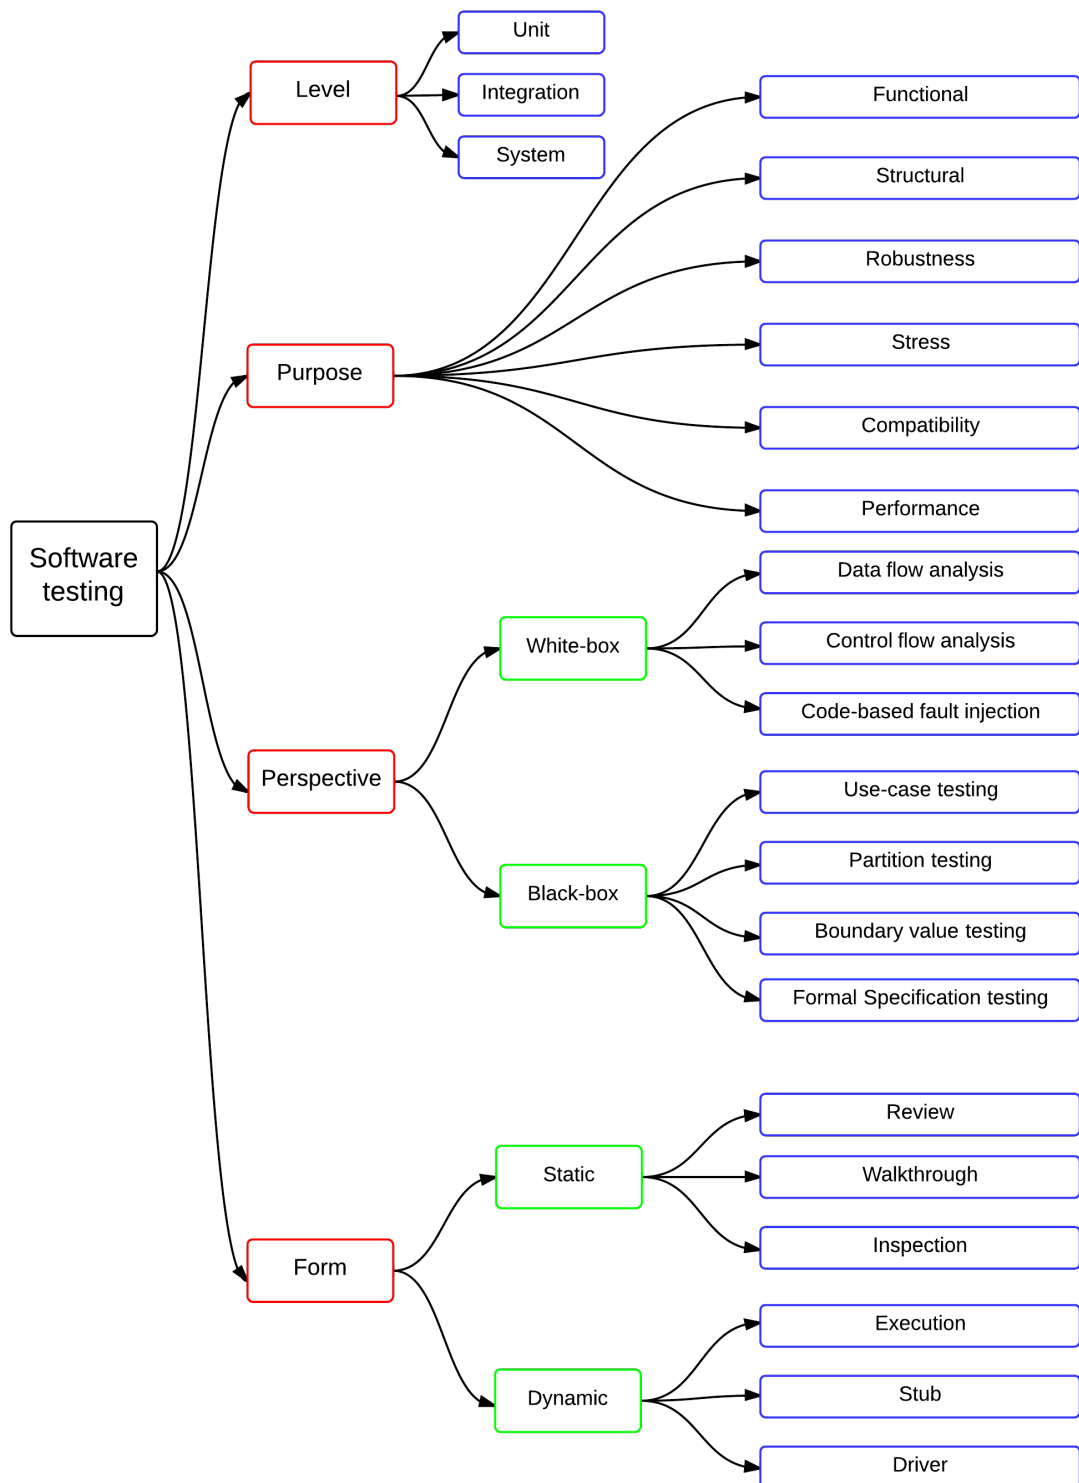 Software
testing
Level
Unit
Integration
System
Purpose
Functional
Structural
Robustness
Stress
Compatibility
Performance
Perspective
White-box
Data flow analysis
Control flow analysis
Code-based fault injection
Black-box
Use-case testing
Partition testing
Boundary value testing
Formal Specification testing
Form
Static
Review
Walkthrough
Inspection
Dynamic
Execution
Stub
Driver